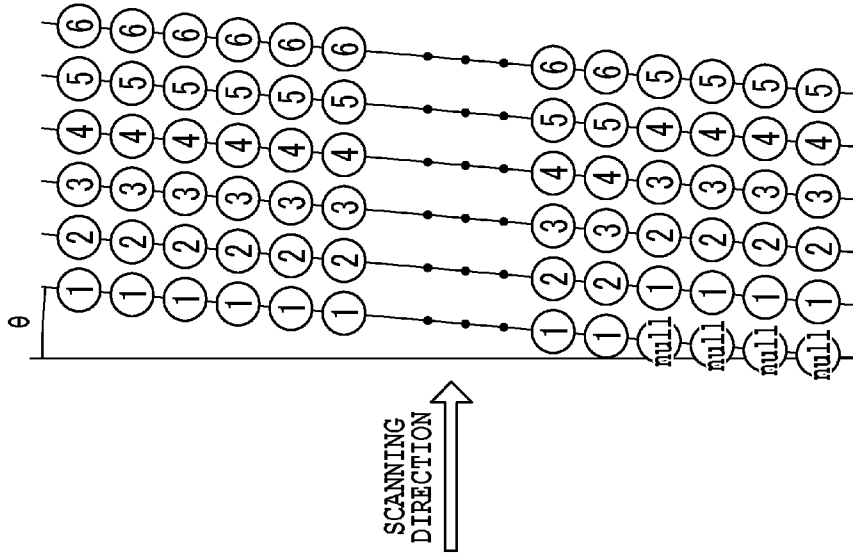 SCANNING
DIRECTION
θ
null null null null 1 1 1 1 1 1 1 1
1 1 1 1 2 2 2 2 2 2 2 2
2 2 2 2 3 3 3 3 3 3 3 3
3 3 3 3 4 4 4 4 4 4 4 4
4 4 4 4 5 5 5 5 5 5 5 5
5 5 5 5 6 6 6 6 6 6 6 6